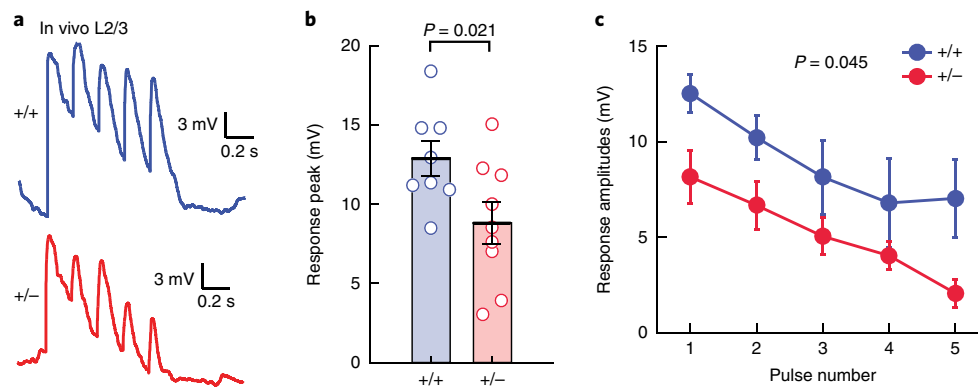 a
In vivo L2/3
+/+
3 mV
0.2 s
+/−
3 mV
0.2 s
b
P = 0.021
Response peak (mV)
20
15
10
5
0
+/+
+/−
c
P = 0.045
+/+
+/−
Response amplitudes (mV)
15
10
5
0
1 2 3 4 5
Pulse number